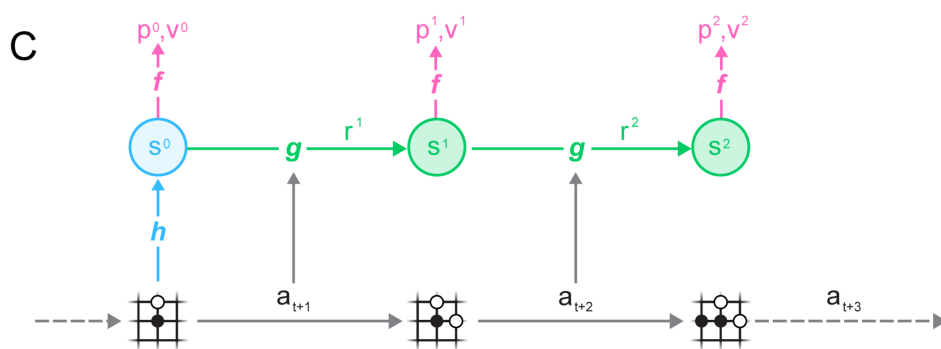 C
p⁰,v⁰ p¹,v¹ p²,v²
f f f
r¹ r²
s⁰ g s¹ g s²
h
aₜ₊₁ aₜ₊₂ aₜ₊₃